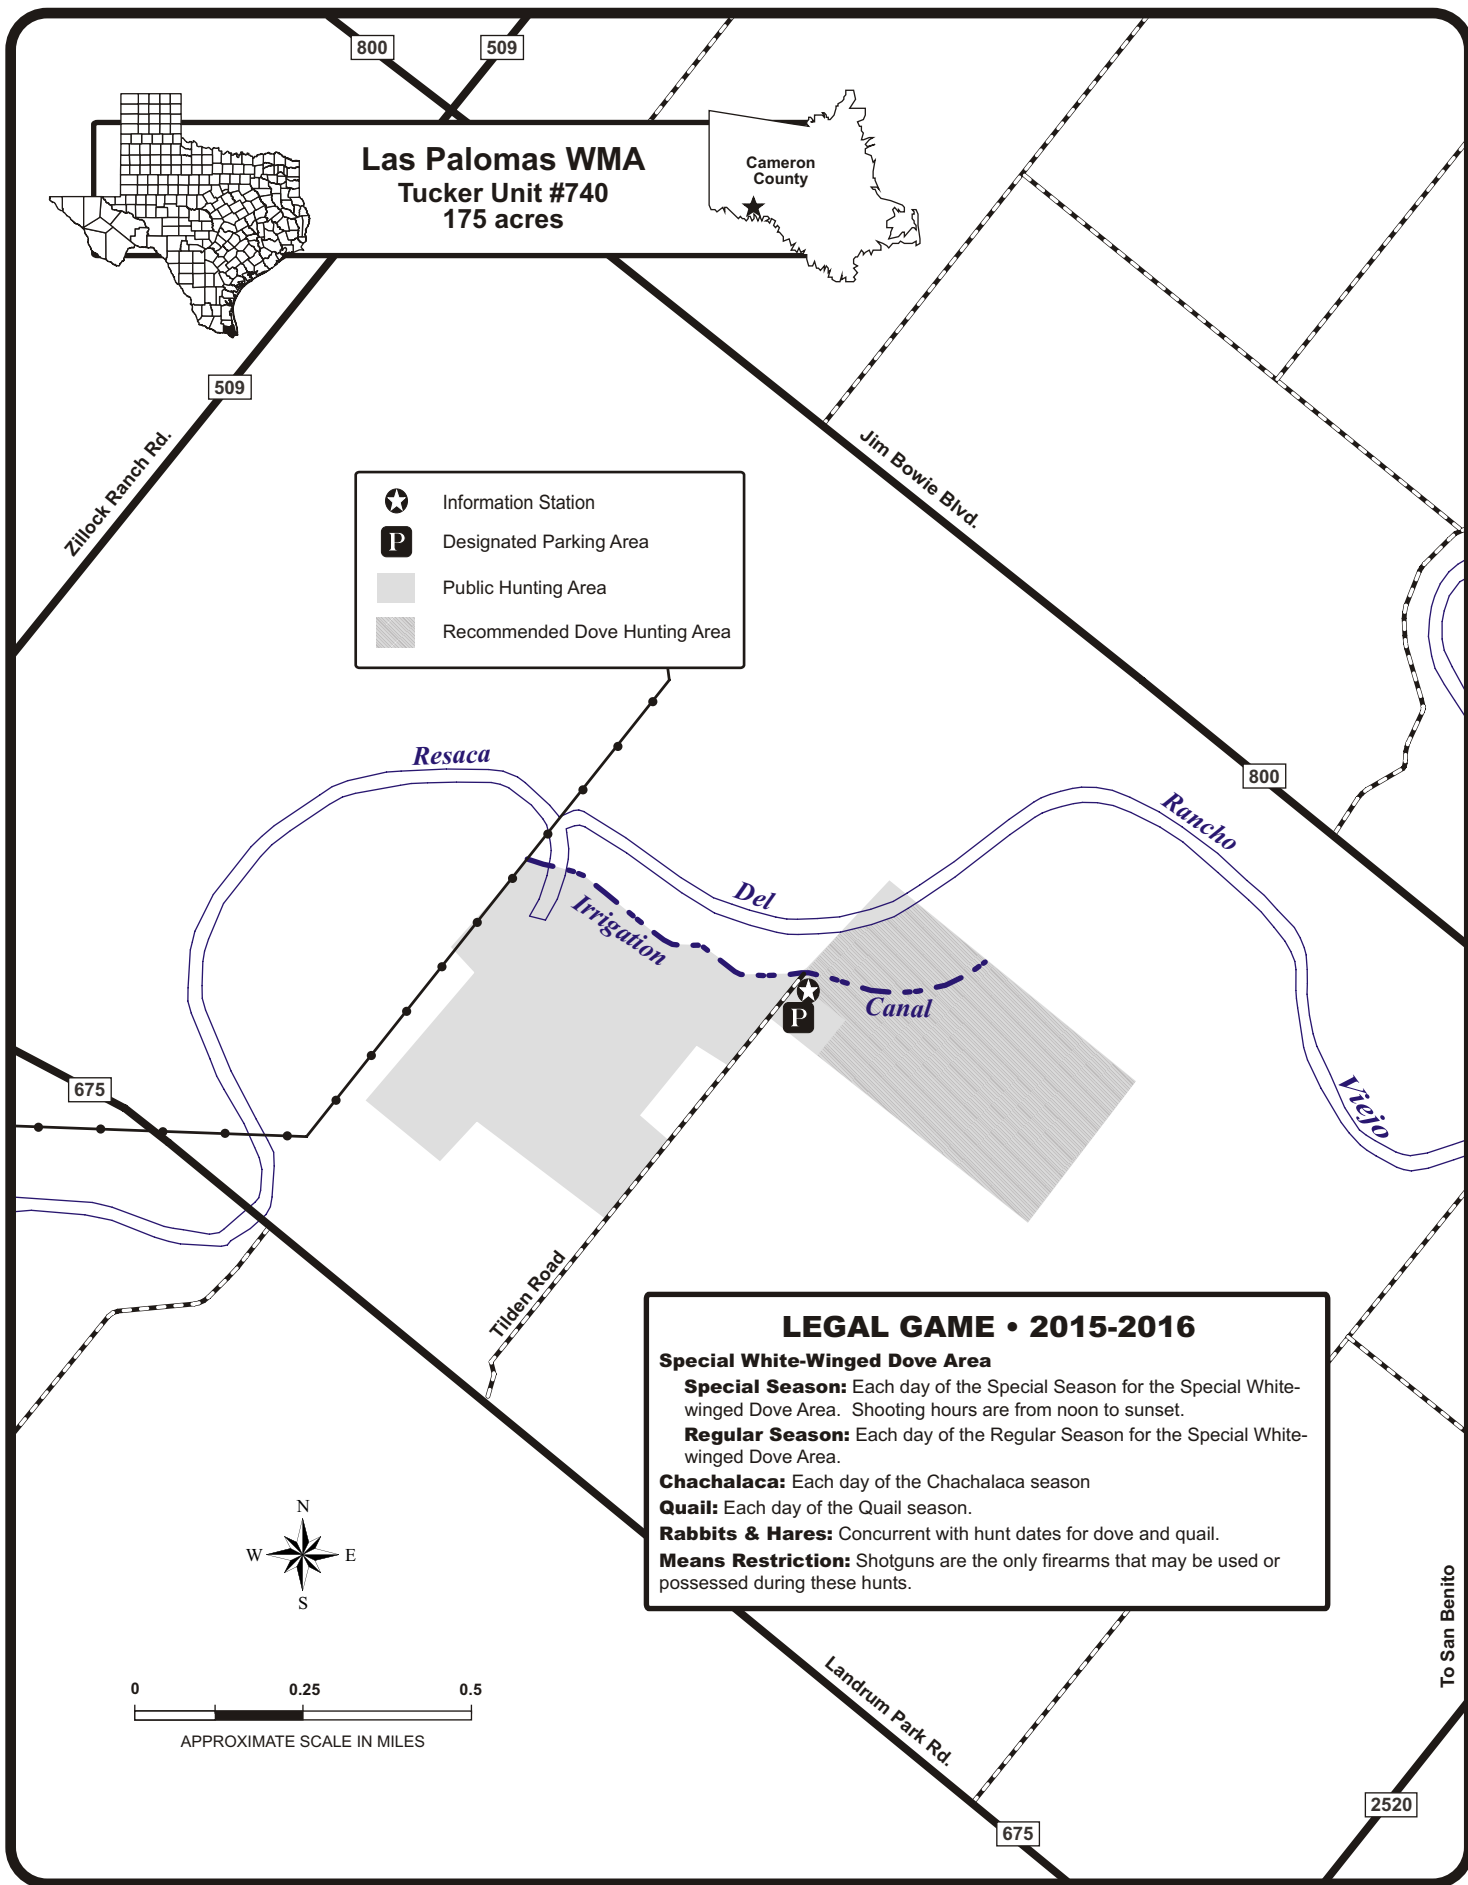 800
509
Las Palomas WMA
Tucker Unit #740
175 acres
Cameron
County
509
Zillock Ranch Rd.
Jim Bowie Blvd.
Information Station
P
Designated Parking Area
Public Hunting Area
Recommended Dove Hunting Area
Resaca
800
Rancho
Del
Irrigation
Canal
P
675
Viejo
Tilden Road
LEGAL GAME • 2015-2016
Special White-Winged Dove Area
Special Season: Each day of the Special Season for the Special White-
winged Dove Area. Shooting hours are from noon to sunset.
Regular Season: Each day of the Regular Season for the Special White-
winged Dove Area.
Chachalaca: Each day of the Chachalaca season
Quail: Each day of the Quail season.
Rabbits & Hares: Concurrent with hunt dates for dove and quail.
Means Restriction: Shotguns are the only firearms that may be used or
possessed during these hunts.
N
W E
S
To San Benito
0 0.25 0.5
APPROXIMATE SCALE IN MILES
Landrum Park Rd.
2520
675